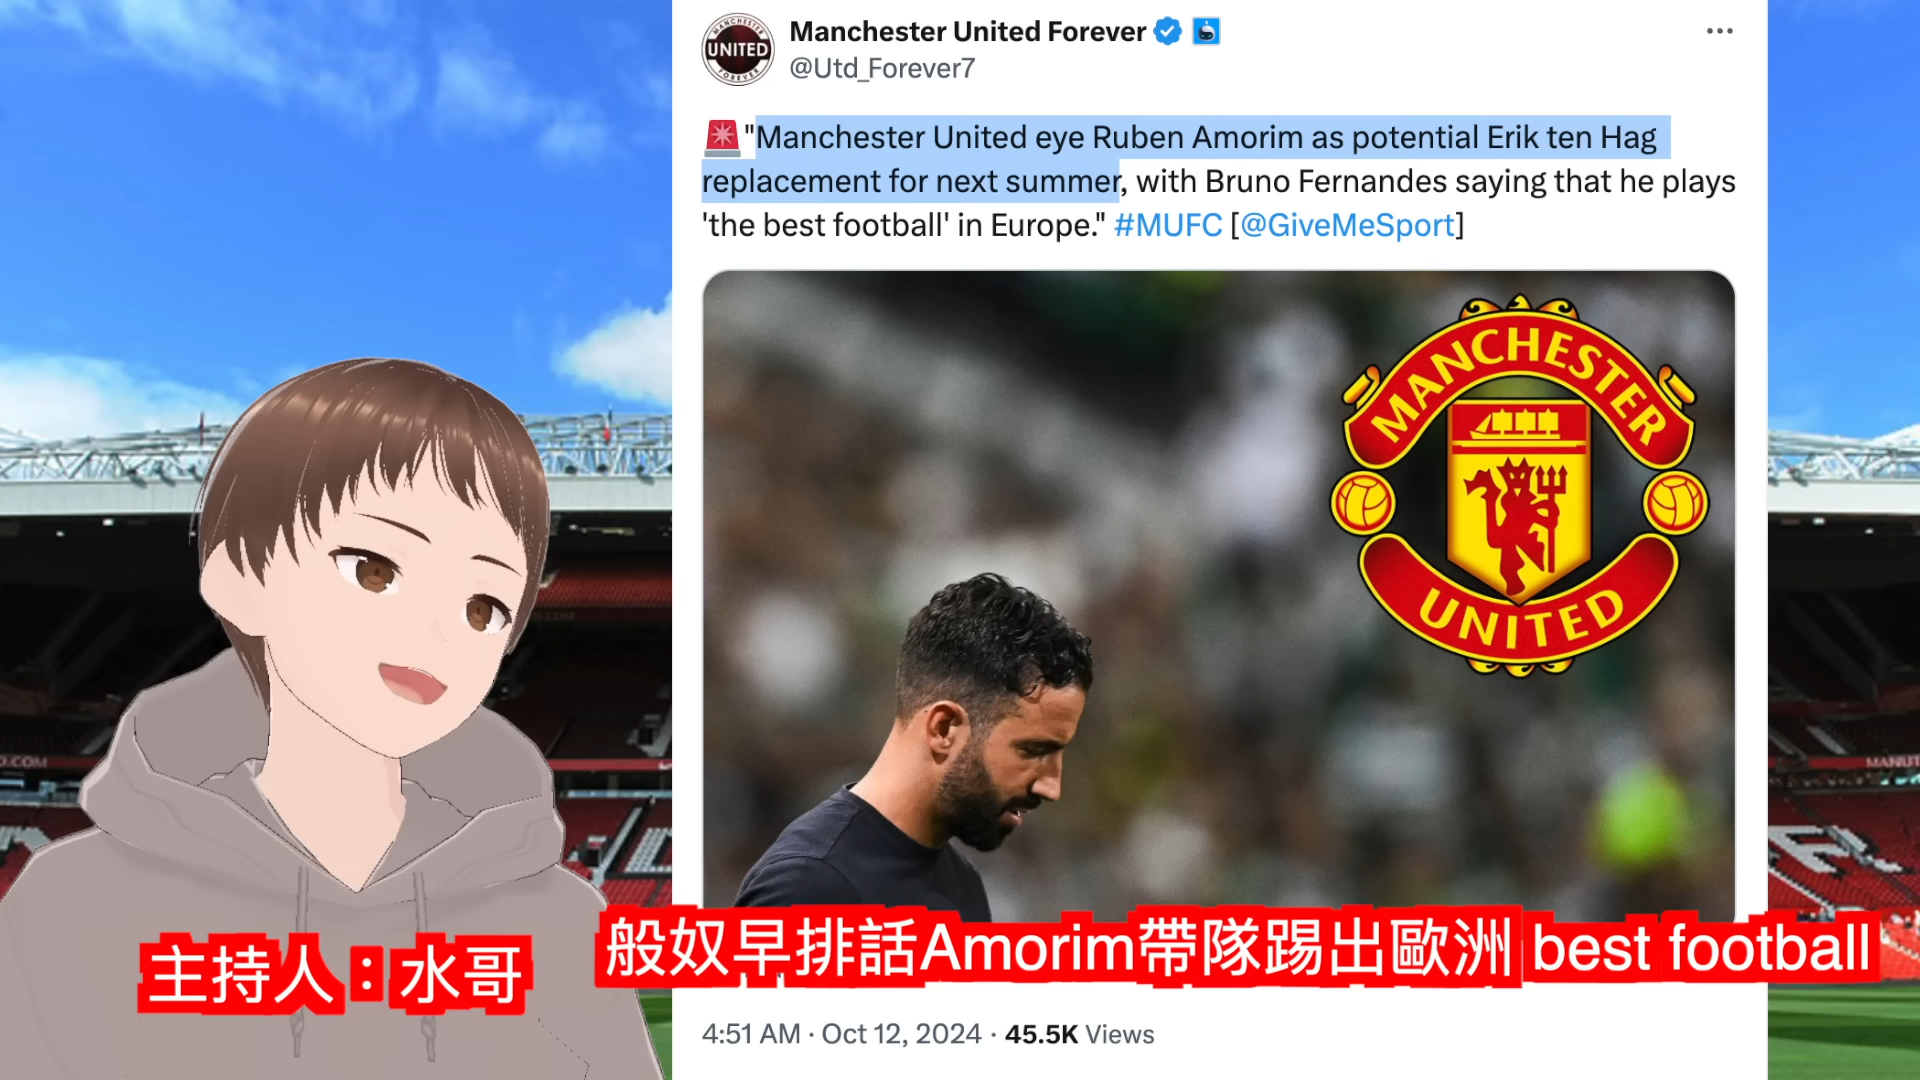 MANCHESTER
UNITED
FOREVER
Manchester United Forever
@Utd_Forever7
"Manchester United eye Ruben Amorim as potential Erik ten Hag
replacement for next summer, with Bruno Fernandes saying that he plays
'the best football' in Europe." #MUFC [@GiveMeSport]
MANCHESTER
UNITED
般奴早排話Amorim帶隊踢出歐洲 best football
主持人：水哥
4:51 AM · Oct 12, 2024 · 45.5K Views